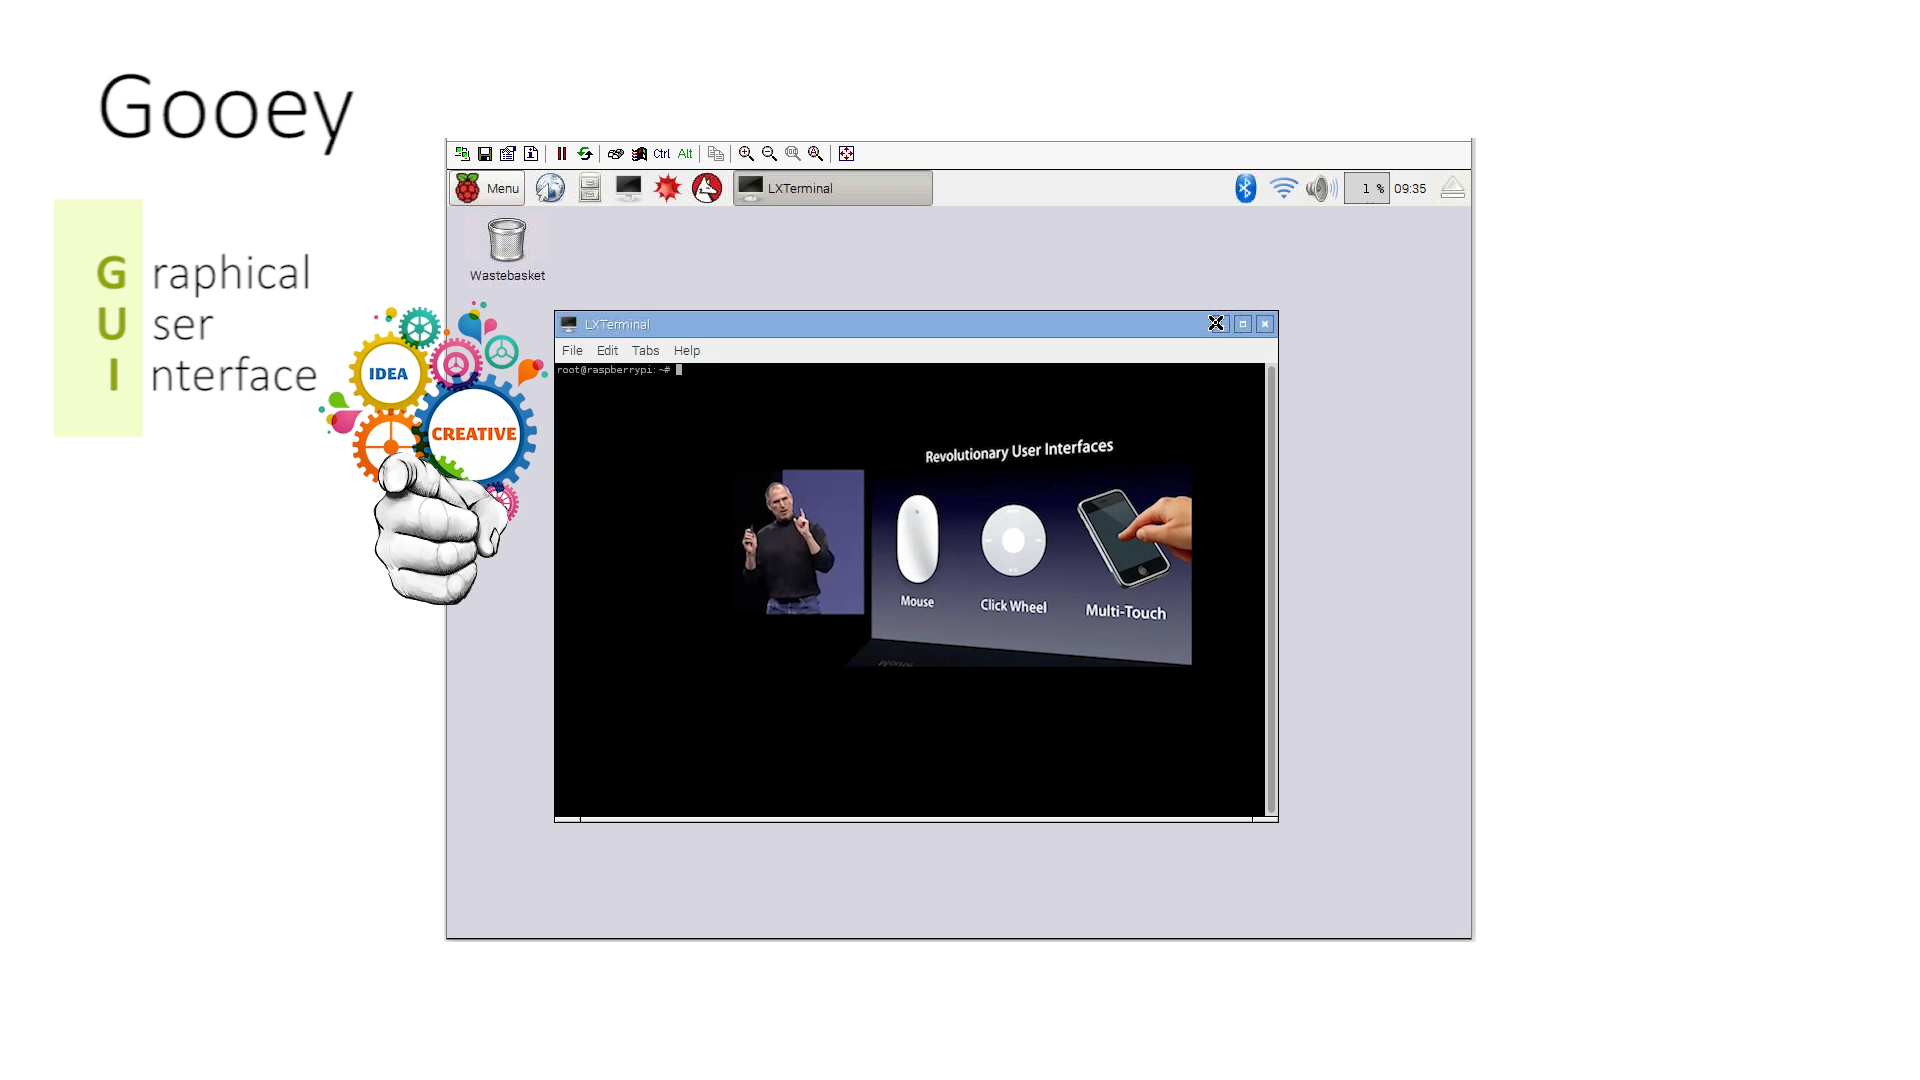 Gooey
G raphical
U ser
I nterface
IDEA
CREATIVE
Ctrl Alt
Menu
LXTerminal
1 % 09:35
Wastebasket
LXTerminal
File Edit Tabs Help
root@raspberrypi:~#
Revolutionary User Interfaces
Mouse
Click Wheel
Multi-Touch